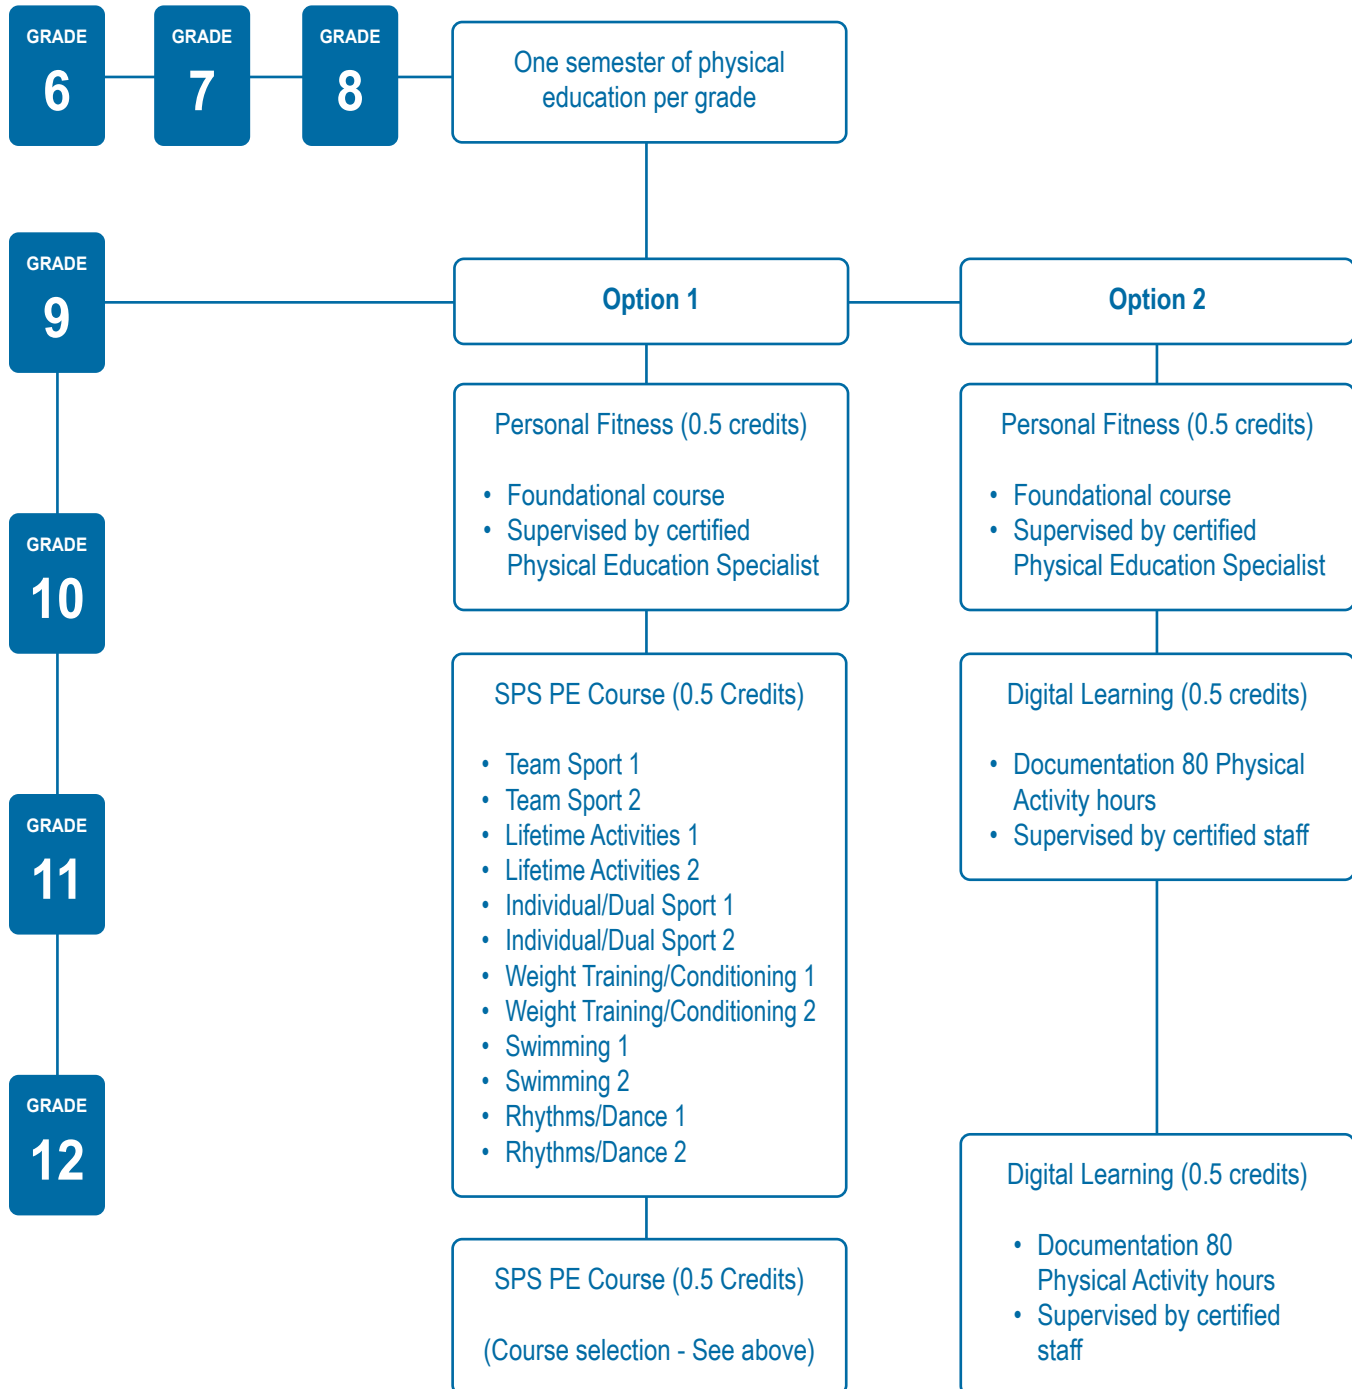 GRADE
6
GRADE
7
GRADE
8
One semester of physical
education per grade
GRADE
9
Option 1
Option 2
Personal Fitness (0.5 credits)
• Foundational course
• Supervised by certified
Physical Education Specialist
Personal Fitness (0.5 credits)
• Foundational course
• Supervised by certified
Physical Education Specialist
GRADE
10
SPS PE Course (0.5 Credits)
• Team Sport 1
• Team Sport 2
• Lifetime Activities 1
• Lifetime Activities 2
• Individual/Dual Sport 1
• Individual/Dual Sport 2
• Weight Training/Conditioning 1
• Weight Training/Conditioning 2
• Swimming 1
• Swimming 2
• Rhythms/Dance 1
• Rhythms/Dance 2
Digital Learning (0.5 credits)
• Documentation 80 Physical
Activity hours
• Supervised by certified staff
GRADE
11
GRADE
12
SPS PE Course (0.5 Credits)
(Course selection - See above)
Digital Learning (0.5 credits)
• Documentation 80
Physical Activity hours
• Supervised by certified
staff